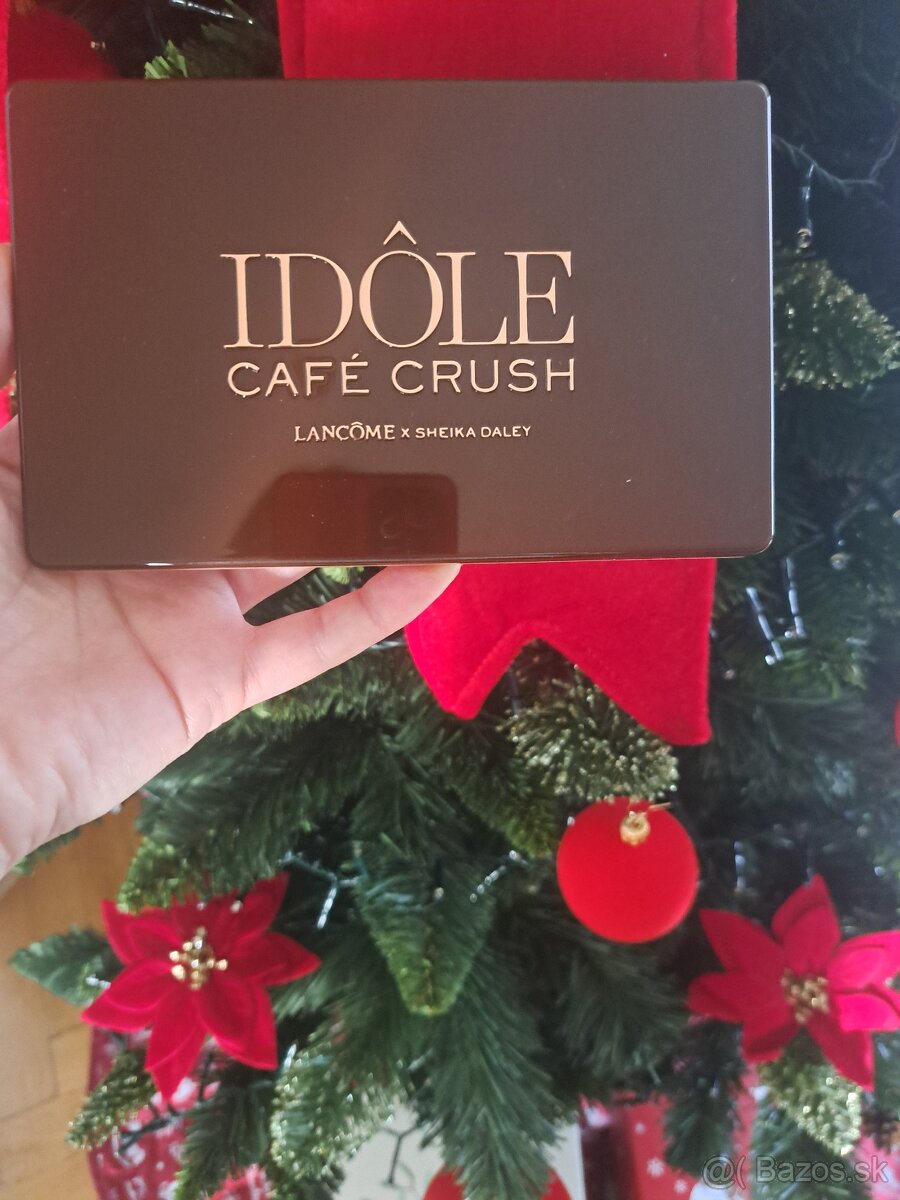 IDÔLE
CAFÉ CRUSH
LANCÔME x SHEIKA DALEY
@( Bazos.sk